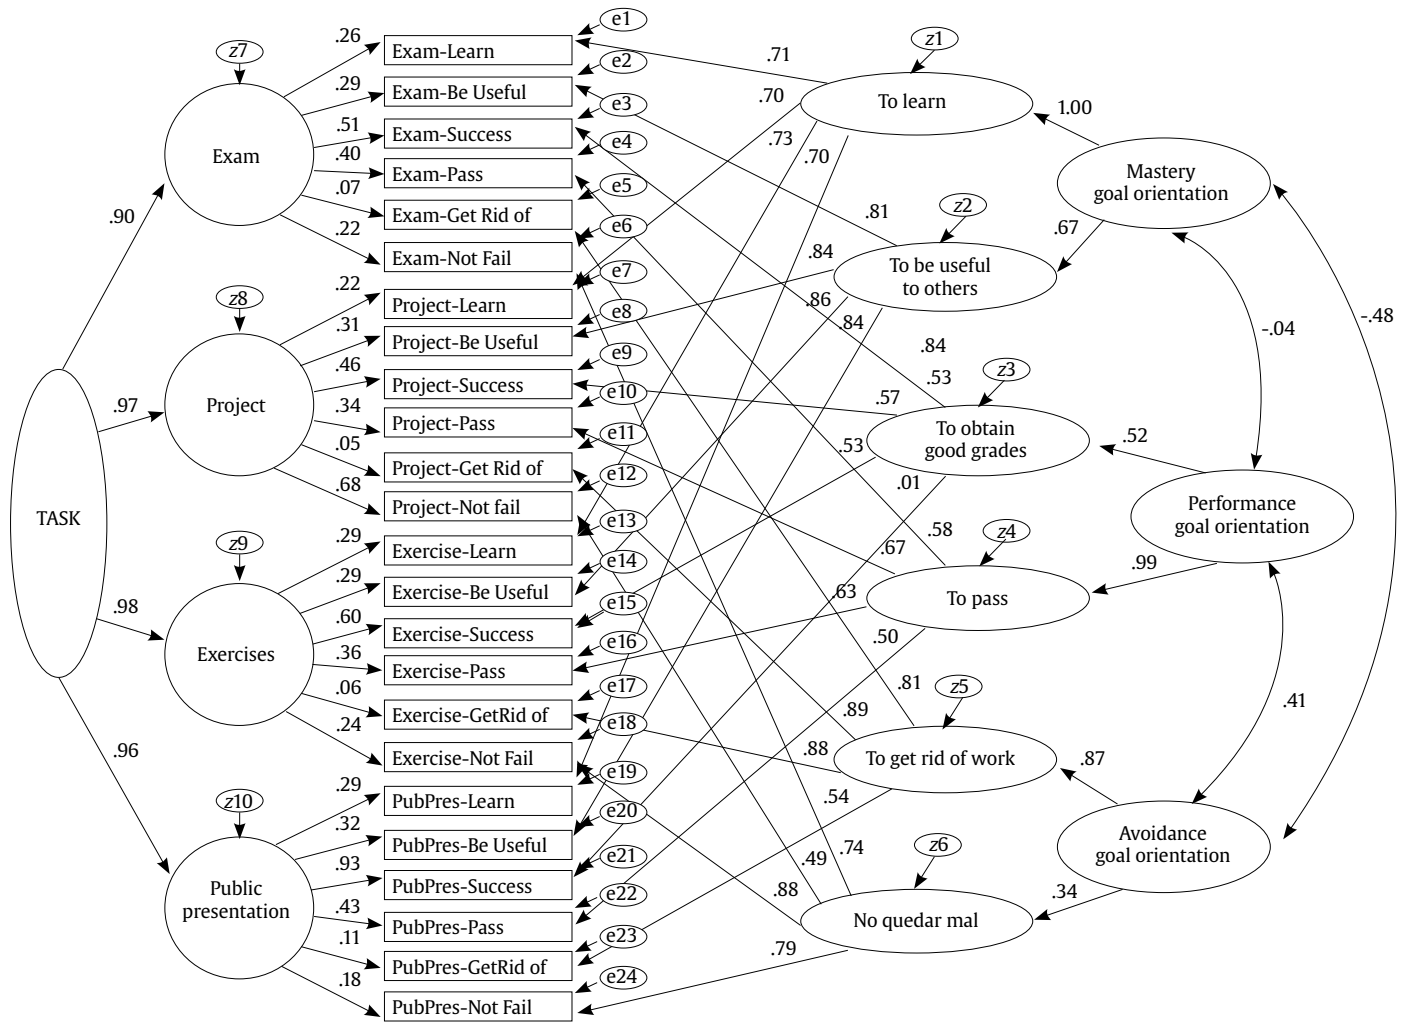 TASK
.90
.97
.98
.96
z7
Exam
.26
.29
.51
.40
.07
.22
z8
Project
.22
.31
.46
.34
.05
.68
z9
Exercises
.29
.29
.60
.36
.06
.24
z10
Public
presentation
.29
.32
.93
.43
.11
.18
Exam-Learn
Exam-Be Useful
Exam-Success
Exam-Pass
Exam-Get Rid of
Exam-Not Fail
Project-Learn
Project-Be Useful
Project-Success
Project-Pass
Project-Get Rid of
Project-Not fail
Exercise-Learn
Exercise-Be Useful
Exercise-Success
Exercise-Pass
Exercise-GetRid of
Exercise-Not Fail
PubPres-Learn
PubPres-Be Useful
PubPres-Success
PubPres-Pass
PubPres-GetRid of
PubPres-Not Fail
e1
e2
e3
e4
e5
e6
e7
e8
e9
e10
e11
e12
e13
e14
e15
e16
e17
e18
e19
e20
e21
e22
e23
e24
.71
.70
.73
.70
.81
.84
.86
.84
.84
.53
.57
.53
.01
.58
.67
.63
.50
.81
.89
.88
.54
.74
.49
.88
.79
z1
To learn
z2
To be useful
to others
z3
To obtain
good grades
z4
To pass
z5
To get rid of work
z6
No quedar mal
1.00
.67
.52
.99
.87
.34
Mastery
goal orientation
Performance
goal orientation
Avoidance
goal orientation
-.04
-.48
.41